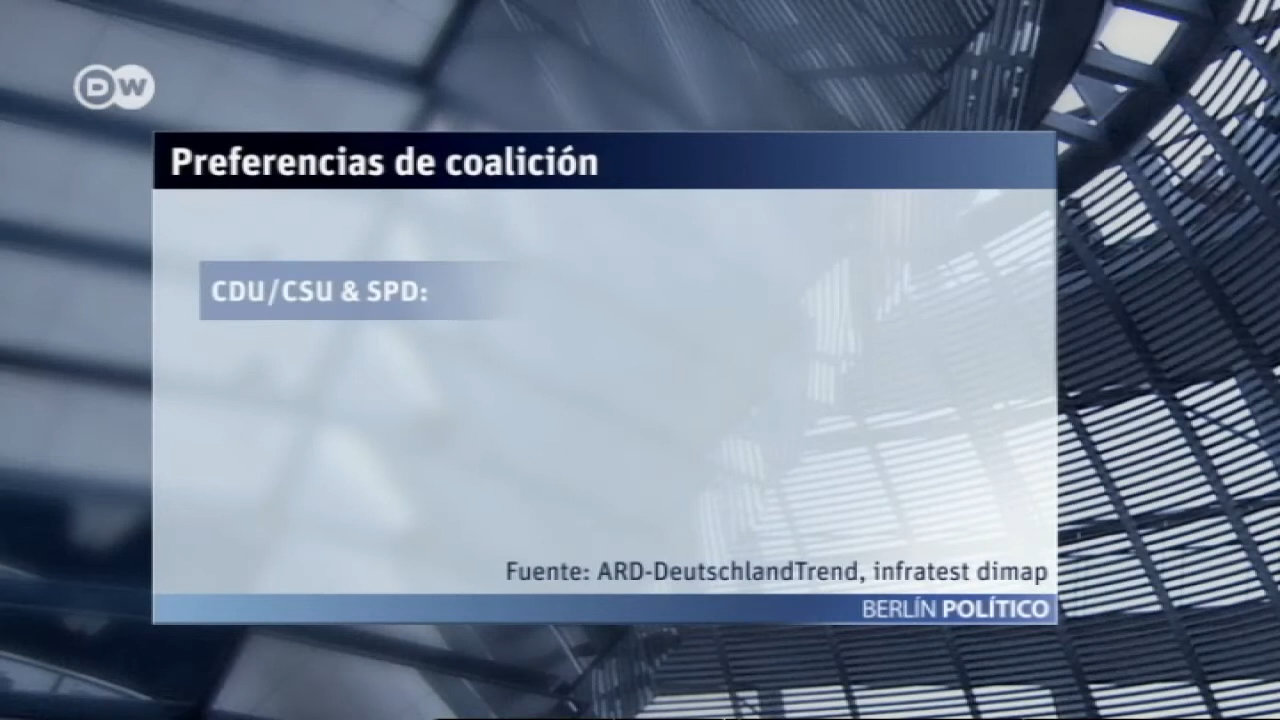 DW
Preferencias de coalición
CDU/CSU & SPD:
Fuente: ARD-DeutschlandTrend, infratest dimap
BERLÍN POLÍTICO